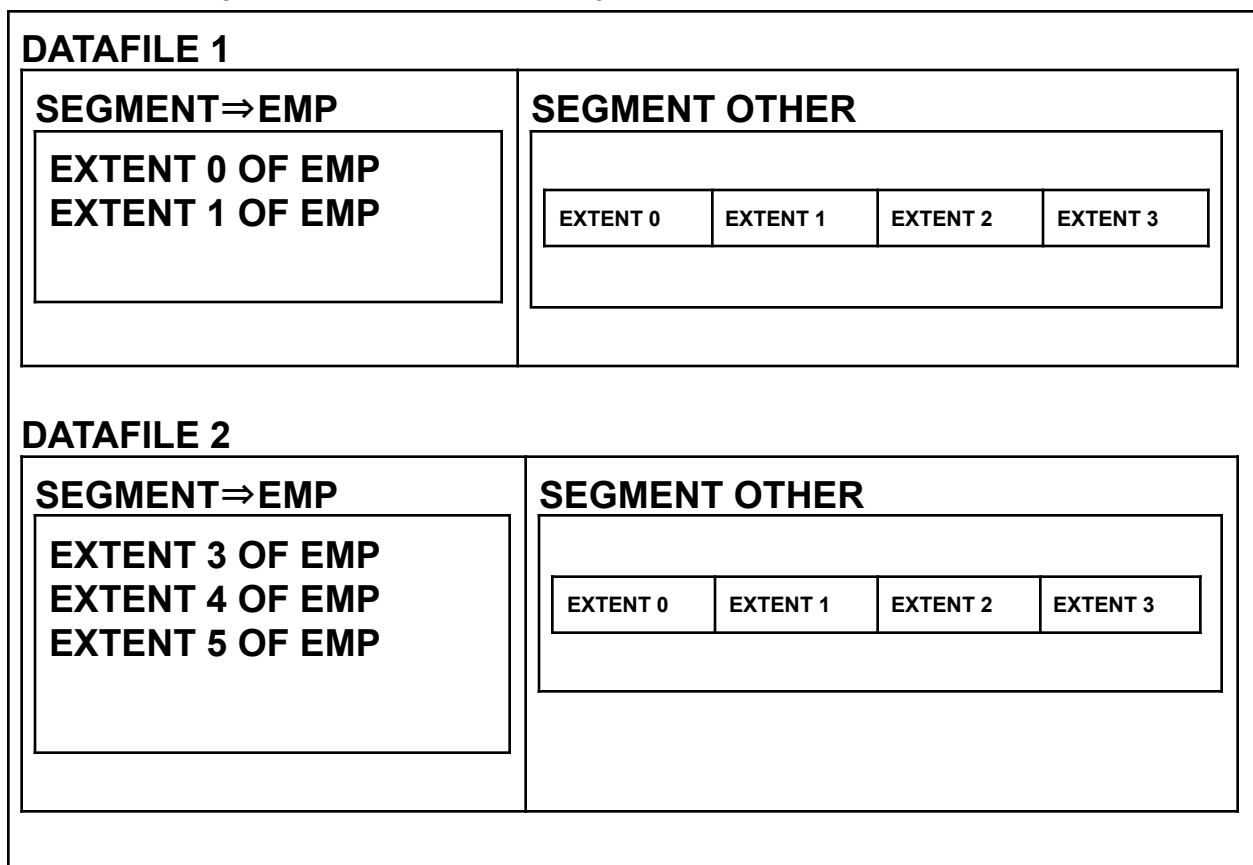 DATAFILE 1
SEGMENT⇒EMP
EXTENT 0 OF EMP
EXTENT 1 OF EMP
SEGMENT OTHER
EXTENT 0 EXTENT 1 EXTENT 2 EXTENT 3
DATAFILE 2
SEGMENT⇒EMP
EXTENT 3 OF EMP
EXTENT 4 OF EMP
EXTENT 5 OF EMP
SEGMENT OTHER
EXTENT 0 EXTENT 1 EXTENT 2 EXTENT 3